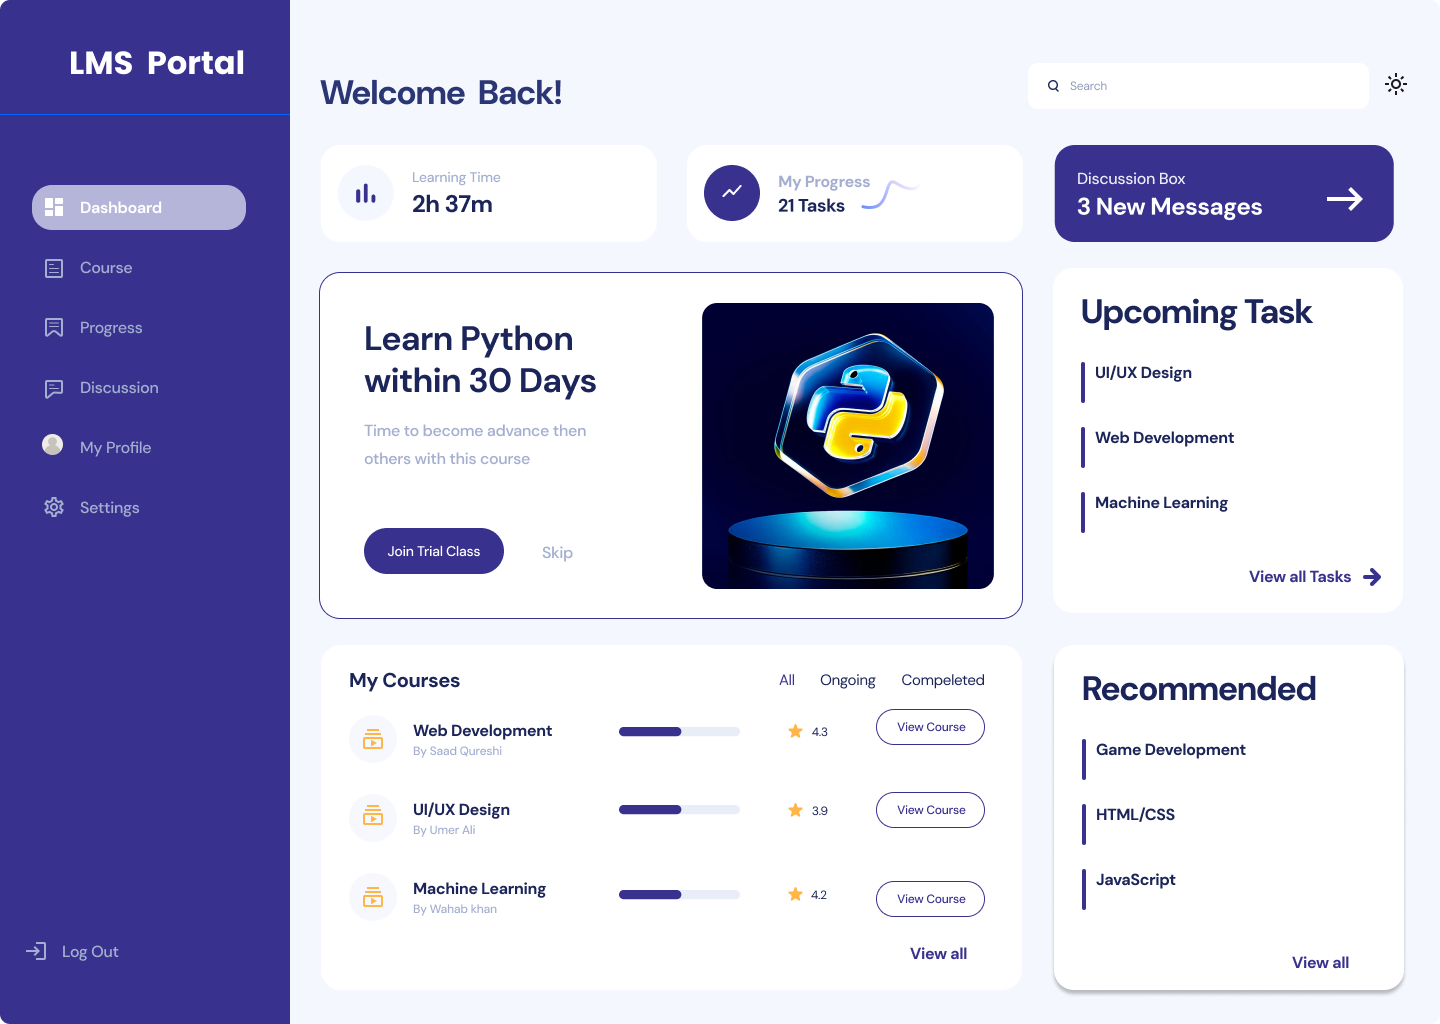 LMS Portal
Dashboard
Course
Progress
Discussion
My Profile
Settings
Log Out
Welcome Back!
Search
Learning Time
2h 37m
My Progress
21 Tasks
Discussion Box
3 New Messages
Learn Python
within 30 Days
Time to become advance then
others with this course
Join Trial Class
Skip
Upcoming Task
UI/UX Design
Web Development
Machine Learning
View all Tasks
My Courses
All
Ongoing
Compeleted
Web Development
By Saad Qureshi
4.3
View Course
UI/UX Design
By Umer Ali
3.9
View Course
Machine Learning
By Wahab khan
4.2
View Course
View all
Recommended
Game Development
HTML/CSS
JavaScript
View all